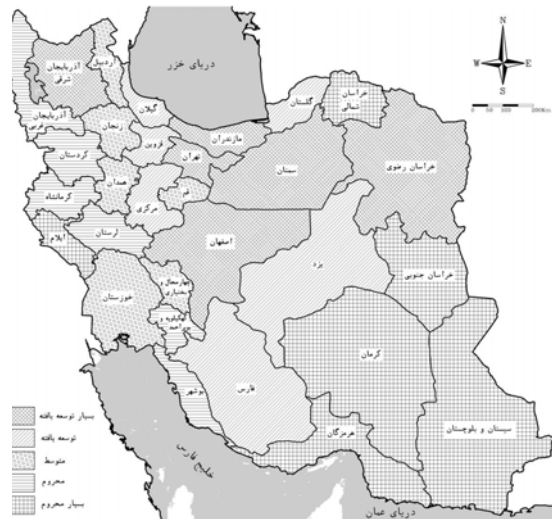 N
W
E
S
0
200Km
دریای خزر
آذربایجان
شرقی
اردبیل
آذربایجان
غربی
گیلان
زنجان
کردستان
قزوین
مازندران
گلستان
خراسان
شمالی
تهران
سمنان
خراسان رضوی
همدان
کرمانشاه
مرکزی
قم
ایلام
لرستان
اصفهان
یزد
خراسان جنوبی
خوزستان
چهارمحال و
بختیاری
کهگیلویه و
بویراحمد
کرمان
فارس
بوشهر
هرمزگان
سیستان و بلوچستان
خلیج فارس
دریای عمان
بسیار توسعه یافته
توسعه یافته
متوسط
محروم
بسیار محروم